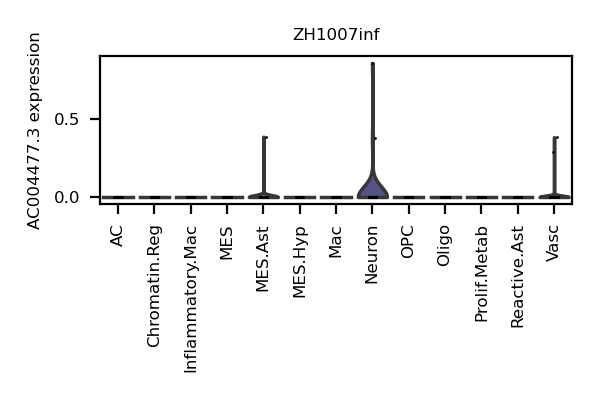 ZH1007inf
AC004477.3 expression
0.5
0.0
AC
Chromatin.Reg
Inflammatory.Mac
MES
MES.Ast
MES.Hyp
Mac
Neuron
OPC
Oligo
Prolif.Metab
Reactive.Ast
Vasc